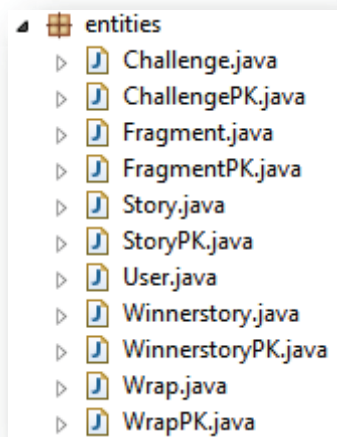 entities
Challenge.java
ChallengePK.java
Fragment.java
FragmentPK.java
Story.java
StoryPK.java
User.java
Winnerstory.java
WinnerstoryPK.java
Wrap.java
WrapPK.java